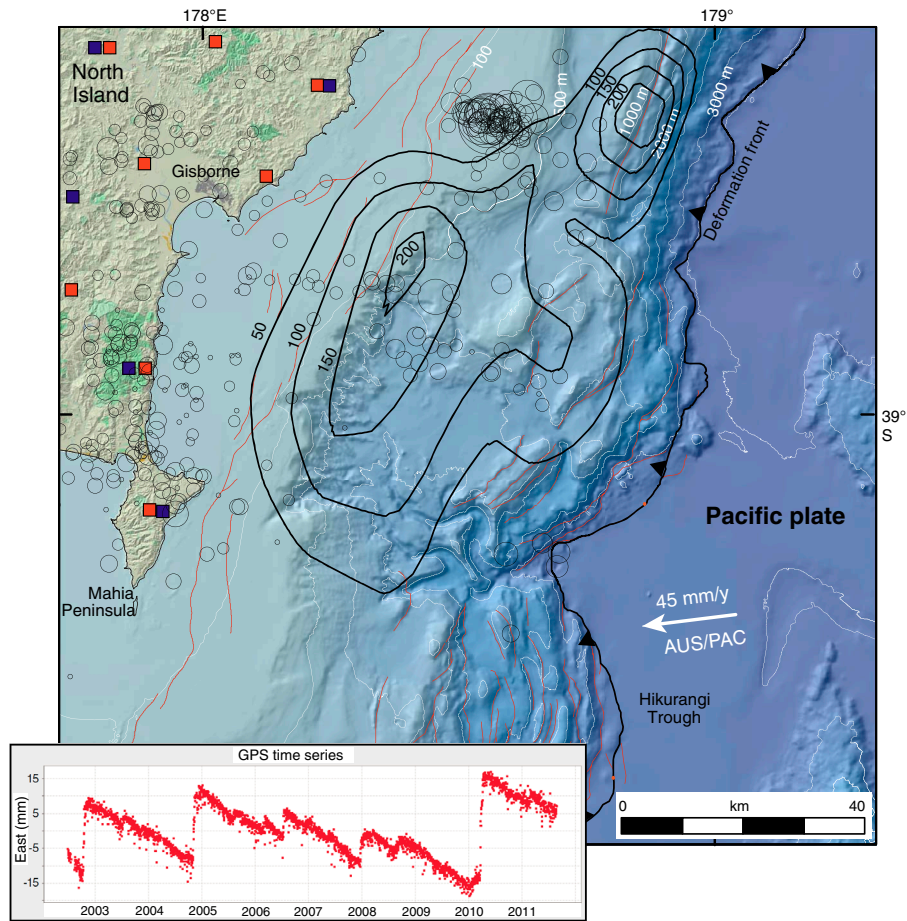 178°E
179°
100
500 m
100
150
200
1000 m
2000 m
3000 m
North
Island
Gisborne
Deformation front
200
50
100
150
39°
S
Pacific plate
45 mm/y
AUS/PAC
Mahia
Peninsula
Hikurangi
Trough
0 km 40
GPS time series
East (mm)
15
5
-5
-15
2003 2004 2005 2006 2007 2008 2009 2010 2011